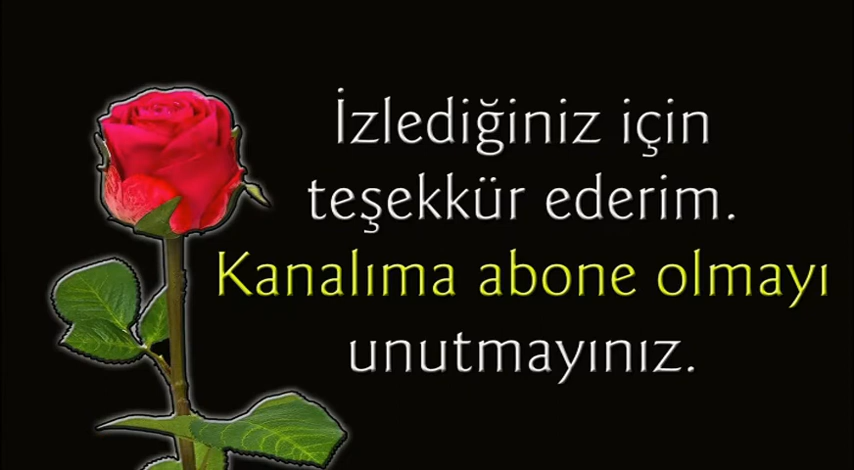 İzlediğiniz için
teşekkür ederim.
Kanalıma abone olmayı
unutmayınız.